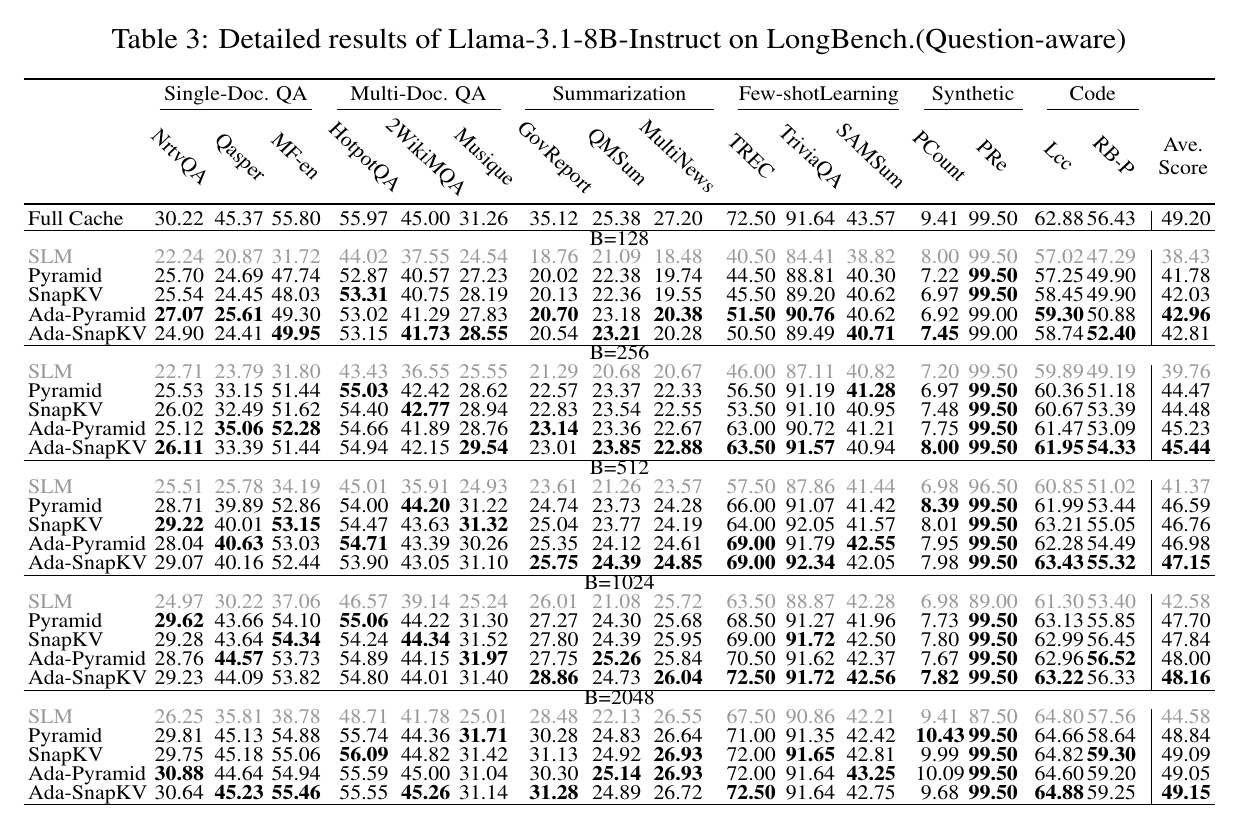 Table 3: Detailed results of Llama-3.1-8B-Instruct on LongBench.(Question-aware)
Single-Doc. QA Multi-Doc. QA Summarization Few-shotLearning Synthetic Code
NrtvQA Qasper MF-en HotpotQA 2WikiMQA Musique GovReport QMSum MultiNews TREC TriviaQA SAMSum PCount PRe Lcc RB-P Ave. Score
Full Cache 30.22 45.37 55.80 55.97 45.00 31.26 35.12 25.38 27.20 72.50 91.64 43.57 9.41 99.50 62.88 56.43 49.20
B=128
SLM 22.24 20.87 31.72 44.02 37.55 24.54 18.76 21.09 18.48 40.50 84.41 38.82 8.00 99.50 57.02 47.29 38.43
Pyramid 25.70 24.69 47.74 52.87 40.57 27.23 20.02 22.38 19.74 44.50 88.81 40.30 7.22 99.50 57.25 49.90 41.78
SnapKV 25.54 24.45 48.03 53.31 40.75 28.19 20.13 22.36 19.55 45.50 89.20 40.62 6.97 99.50 58.45 49.90 42.03
Ada-Pyramid 27.07 25.61 49.30 53.02 41.29 27.83 20.70 23.18 20.38 51.50 90.76 40.62 6.92 99.00 59.30 50.88 42.96
Ada-SnapKV 24.90 24.41 49.95 53.15 41.73 28.55 20.54 23.21 20.28 50.50 89.49 40.71 7.45 99.00 58.74 52.40 42.81
B=256
SLM 22.71 23.79 31.80 43.43 36.55 25.55 21.29 20.68 20.67 46.00 87.11 40.82 7.20 99.50 59.89 49.19 39.76
Pyramid 25.53 33.15 51.44 55.03 42.42 28.62 22.57 23.37 22.33 56.50 91.19 41.28 6.97 99.50 60.36 51.18 44.47
SnapKV 26.02 32.49 51.62 54.40 42.77 28.94 22.83 23.54 22.55 53.50 91.10 40.95 7.48 99.50 60.67 53.39 44.48
Ada-Pyramid 25.12 35.06 52.28 54.66 41.89 28.76 23.14 23.36 22.67 63.00 90.72 41.21 7.75 99.50 61.47 53.09 45.23
Ada-SnapKV 26.11 33.39 51.44 54.94 42.15 29.54 23.01 23.85 22.88 63.50 91.57 40.94 8.00 99.50 61.95 54.33 45.44
B=512
SLM 25.51 25.78 34.19 45.01 35.91 24.93 23.61 21.26 23.57 57.50 87.86 41.44 6.98 96.50 60.85 51.02 41.37
Pyramid 28.71 39.89 52.86 54.00 44.20 31.22 24.74 23.73 24.28 66.00 91.07 41.42 8.39 99.50 61.99 53.44 46.59
SnapKV 29.22 40.01 53.15 54.47 43.63 31.32 25.04 23.77 24.19 64.00 92.05 41.57 8.01 99.50 63.21 55.05 46.76
Ada-Pyramid 28.04 40.63 53.03 54.71 43.39 30.26 25.35 24.12 24.61 69.00 91.79 42.55 7.95 99.50 62.28 54.49 46.98
Ada-SnapKV 29.07 40.16 52.44 53.90 43.05 31.10 25.75 24.39 24.85 69.00 92.34 42.05 7.98 99.50 63.43 55.32 47.15
B=1024
SLM 24.97 30.22 37.06 46.57 39.14 25.24 26.01 21.08 25.72 63.50 88.87 42.28 6.98 89.00 61.30 53.40 42.58
Pyramid 29.62 43.66 54.10 55.06 44.22 31.30 27.27 24.30 25.68 68.50 91.27 41.96 7.73 99.50 63.13 55.85 47.70
SnapKV 29.28 43.64 54.34 54.24 44.34 31.52 27.80 24.39 25.95 69.00 91.72 42.50 7.80 99.50 62.99 56.45 47.84
Ada-Pyramid 28.76 44.57 53.73 54.89 44.15 31.97 27.75 25.26 25.84 70.50 91.62 42.37 7.67 99.50 62.96 56.52 48.00
Ada-SnapKV 29.23 44.09 53.82 54.80 44.01 31.40 28.86 24.73 26.04 72.50 91.72 42.56 7.82 99.50 63.22 56.33 48.16
B=2048
SLM 26.25 35.81 38.78 48.71 41.78 25.01 28.48 22.13 26.55 67.50 90.86 42.21 9.41 87.50 64.80 57.56 44.58
Pyramid 29.81 45.13 54.88 55.74 44.36 31.71 30.28 24.83 26.64 71.00 91.35 42.42 10.43 99.50 64.66 58.64 48.84
SnapKV 29.75 45.18 55.06 56.09 44.82 31.42 31.13 24.92 26.93 72.00 91.65 42.81 9.99 99.50 64.82 59.30 49.09
Ada-Pyramid 30.88 44.64 54.94 55.59 45.00 31.04 30.30 25.14 26.93 72.00 91.64 43.25 10.09 99.50 64.60 59.20 49.05
Ada-SnapKV 30.64 45.23 55.46 55.55 45.26 31.14 31.28 24.89 26.72 72.50 91.64 42.75 9.68 99.50 64.88 59.25 49.15